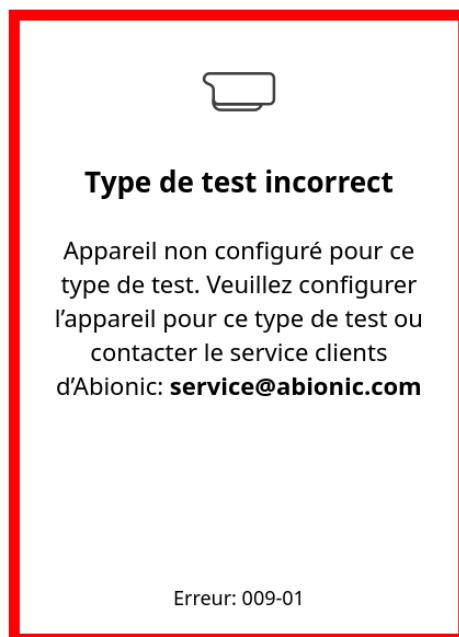 Type de test incorrect
Appareil non configuré pour ce
type de test. Veuillez configurer
l’appareil pour ce type de test ou
contacter le service clients
d’Abionic: service@abionic.com
Erreur: 009-01